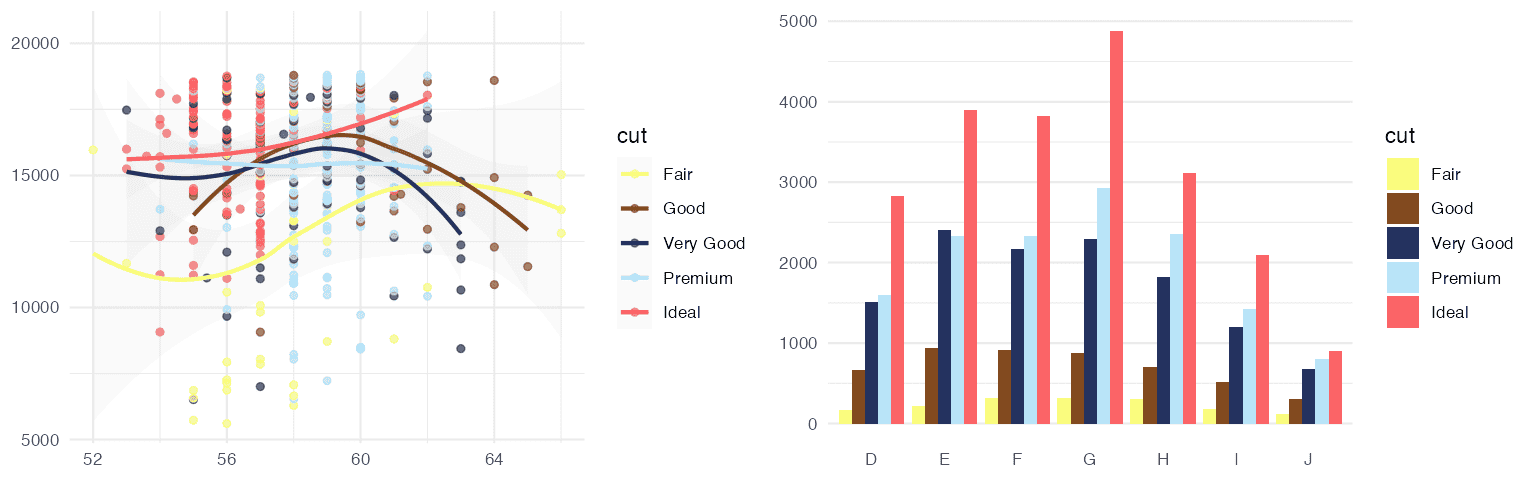 20000
15000
10000
5000
52 56 60 64
cut
Fair
Good
Very Good
Premium
Ideal
5000
4000
3000
2000
1000
0
D E F G H I J
cut
Fair
Good
Very Good
Premium
Ideal